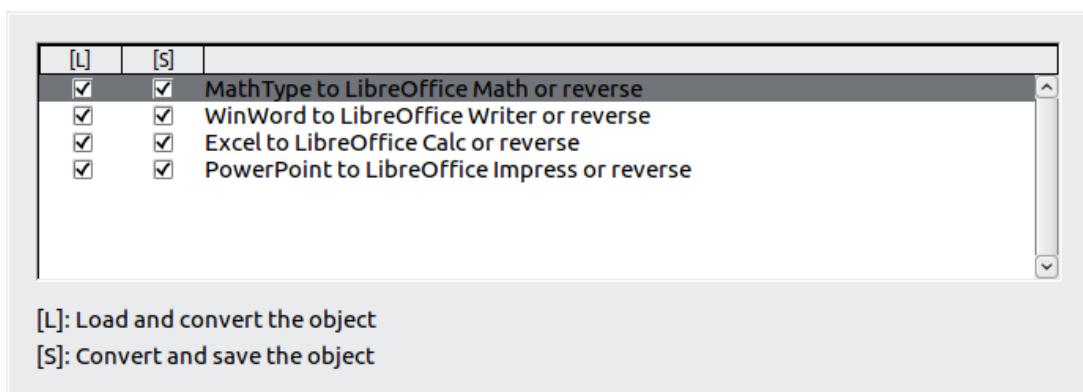 [L] [S]
MathType to LibreOffice Math or reverse
WinWord to LibreOffice Writer or reverse
Excel to LibreOffice Calc or reverse
PowerPoint to LibreOffice Impress or reverse
[L]: Load and convert the object
[S]: Convert and save the object